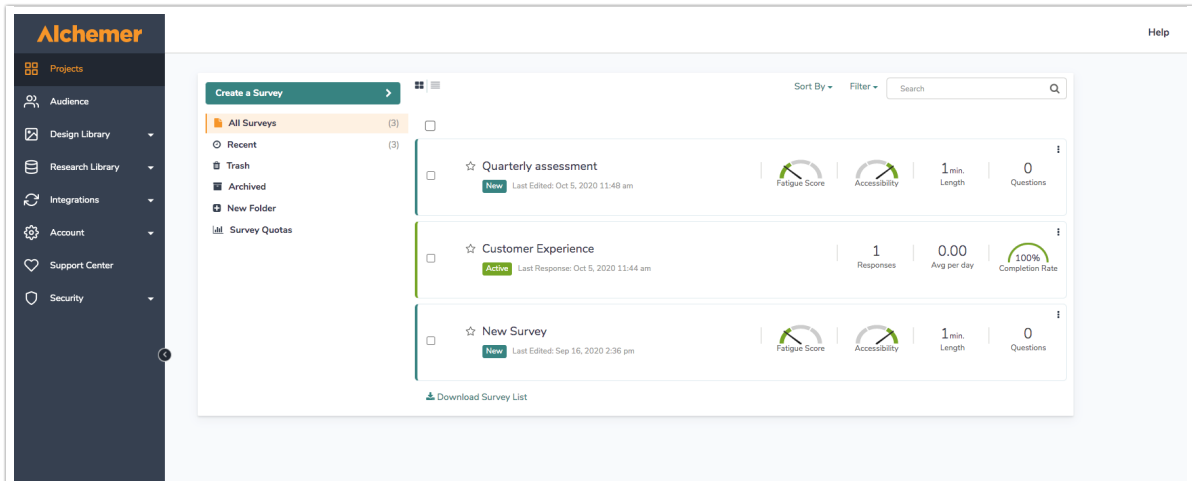 Alchemer
Help
Projects
Audience
Design Library
Research Library
Integrations
Account
Support Center
Security
Create a Survey
All Surveys (3)
Recent (3)
Trash
Archived
New Folder
Survey Quotas
Sort By
Filter
Search
Quarterly assessment
New Last Edited: Oct 5, 2020 11:48 am
Fatigue Score
Accessibility
1 min.
Length
0
Questions
Customer Experience
Active Last Response: Oct 5, 2020 11:44 am
1
Responses
0.00
Avg per day
100%
Completion Rate
New Survey
New Last Edited: Sep 16, 2020 2:36 pm
Fatigue Score
Accessibility
1 min.
Length
0
Questions
Download Survey List